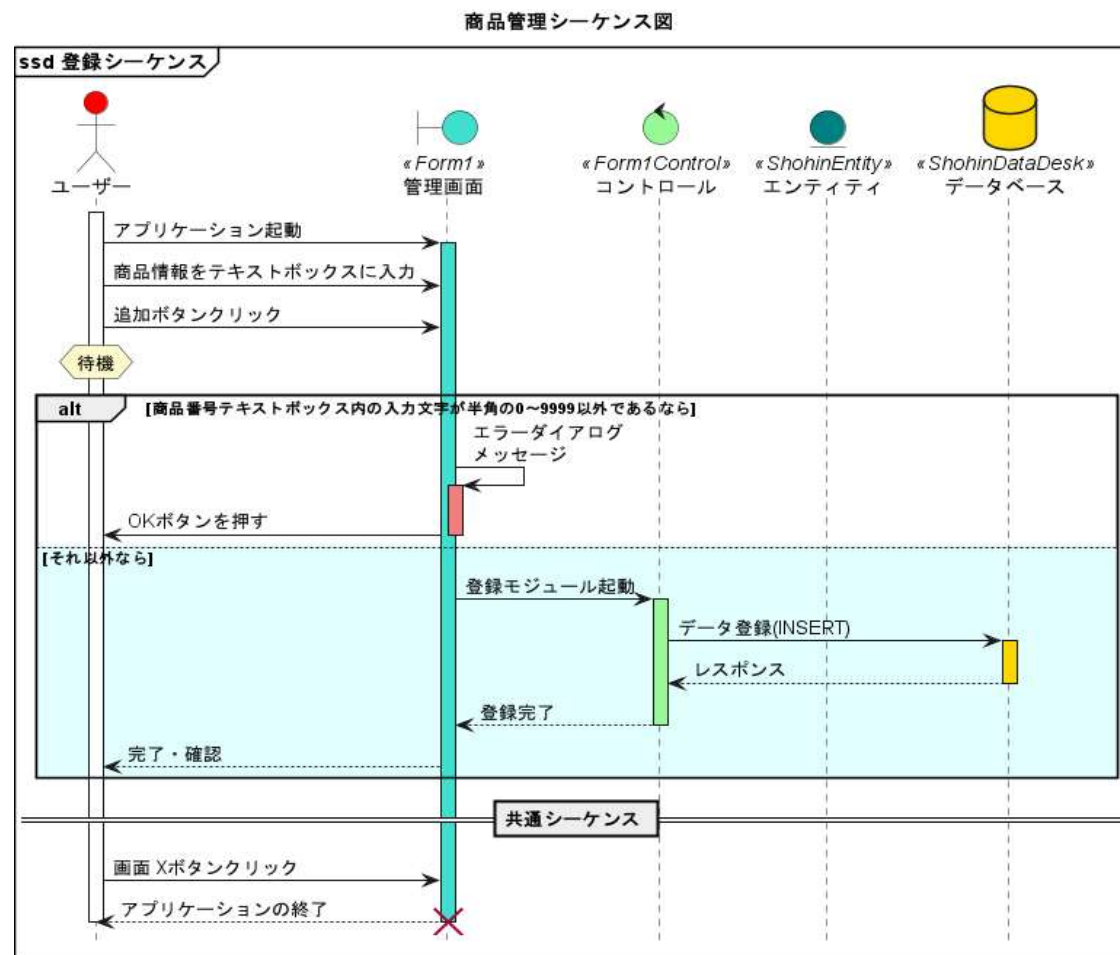 商品管理シーケンス図
ssd 登録シーケンス
«Form1»
«Form1Control»
«ShohinEntity»
«ShohinDataDesk»
ユーザー
管理画面
コントロール
エンティティ
データベース
アプリケーション起動
商品情報をテキストボックスに入力
追加ボタンクリック
待機
alt
[商品番号テキストボックス内の入力文字が半角の0～9999以外であるなら]
エラーダイアログ
メッセージ
OKボタンを押す
[それ以外なら]
登録モジュール起動
データ登録(INSERT)
レスポンス
登録完了
完了・確認
共通シーケンス
画面 Xボタンクリック
アプリケーションの終了